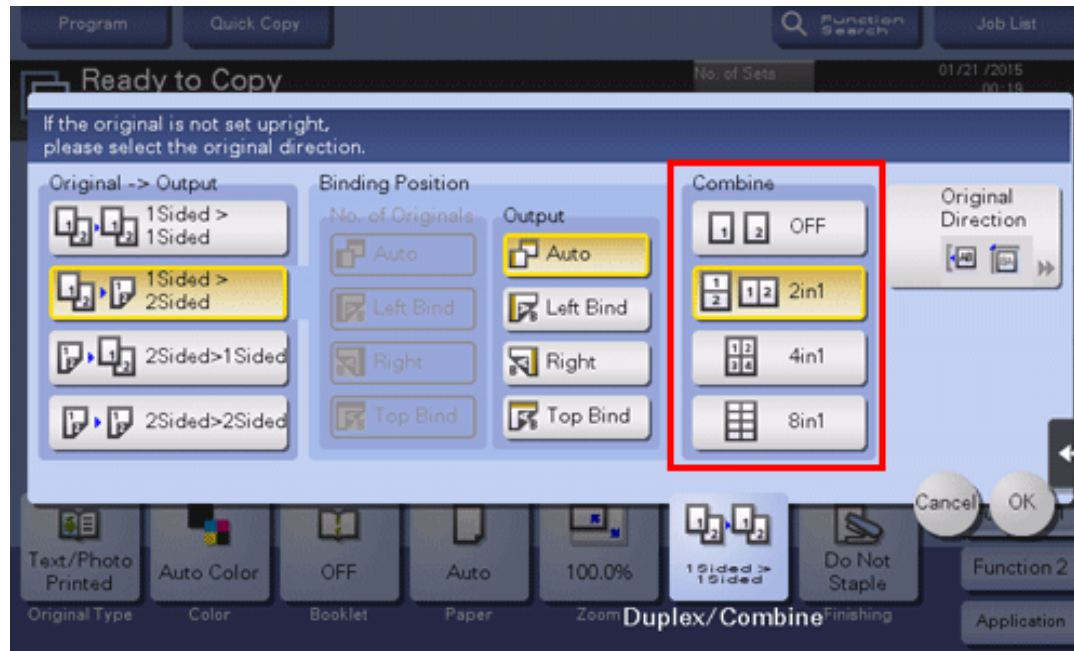 Program
Quick Copy
Function
Search
Job List
Ready to Copy
No. of Sets
01/21/2015
00:19
If the original is not set upright,
please select the original direction.
Original -> Output
1Sided >
1Sided
1Sided >
2Sided
2Sided>1Sided
2Sided>2Sided
Binding Position
No. of Originals
Auto
Left Bind
Right
Top Bind
Output
Auto
Left Bind
Right
Top Bind
Combine
OFF
2in1
4in1
8in1
Original
Direction
Cancel
OK
Text/Photo
Printed
Auto Color
OFF
Auto
100.0%
1Sided >
1Sided
Do Not
Staple
Function 2
Original Type
Color
Booklet
Paper
Zoom
Duplex/Combine
Finishing
Application